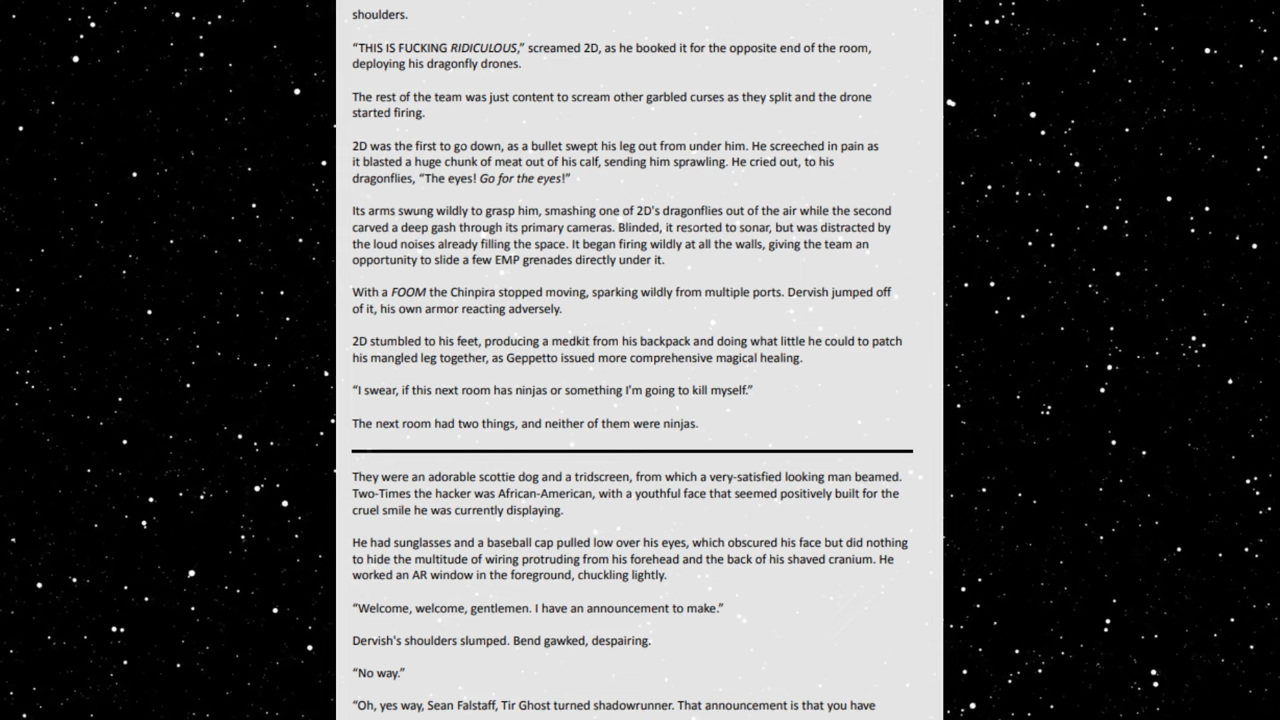 shoulders.
“THIS IS FUCKING RIDICULOUS,” screamed 2D, as he booked it for the opposite end of the room,
deploying his dragonfly drones.
The rest of the team was just content to scream other garbled curses as they split and the drone
started firing.
2D was the first to go down, as a bullet swept his leg out from under him. He screeched in pain as
it blasted a huge chunk of meat out of his calf, sending him sprawling. He cried out, to his
dragonflies, “The eyes! Go for the eyes!”
Its arms swung wildly to grasp him, smashing one of 2D's dragonflies out of the air while the second
carved a deep gash through its primary cameras. Blinded, it resorted to sonar, but was distracted by
the loud noises already filling the space. It began firing wildly at all the walls, giving the team an
opportunity to slide a few EMP grenades directly under it.
With a FOOM the Chinpira stopped moving, sparking wildly from multiple ports. Dervish jumped off
of it, his own armor reacting adversely.
2D stumbled to his feet, producing a medkit from his backpack and doing what little he could to patch
his mangled leg together, as Geppetto issued more comprehensive magical healing.
“I swear, if this next room has ninjas or something I'm going to kill myself.”
The next room had two things, and neither of them were ninjas.
They were an adorable scottie dog and a tridscreen, from which a very-satisfied looking man beamed.
Two-Times the hacker was African-American, with a youthful face that seemed positively built for the
cruel smile he was currently displaying.
He had sunglasses and a baseball cap pulled low over his eyes, which obscured his face but did nothing
to hide the multitude of wiring protruding from his forehead and the back of his shaved cranium. He
worked an AR window in the foreground, chuckling lightly.
“Welcome, welcome, gentlemen. I have an announcement to make.”
Dervish's shoulders slumped. Bend gawked, despairing.
“No way.”
“Oh, yes way, Sean Falstaff, Tir Ghost turned shadowrunner. That announcement is that you have